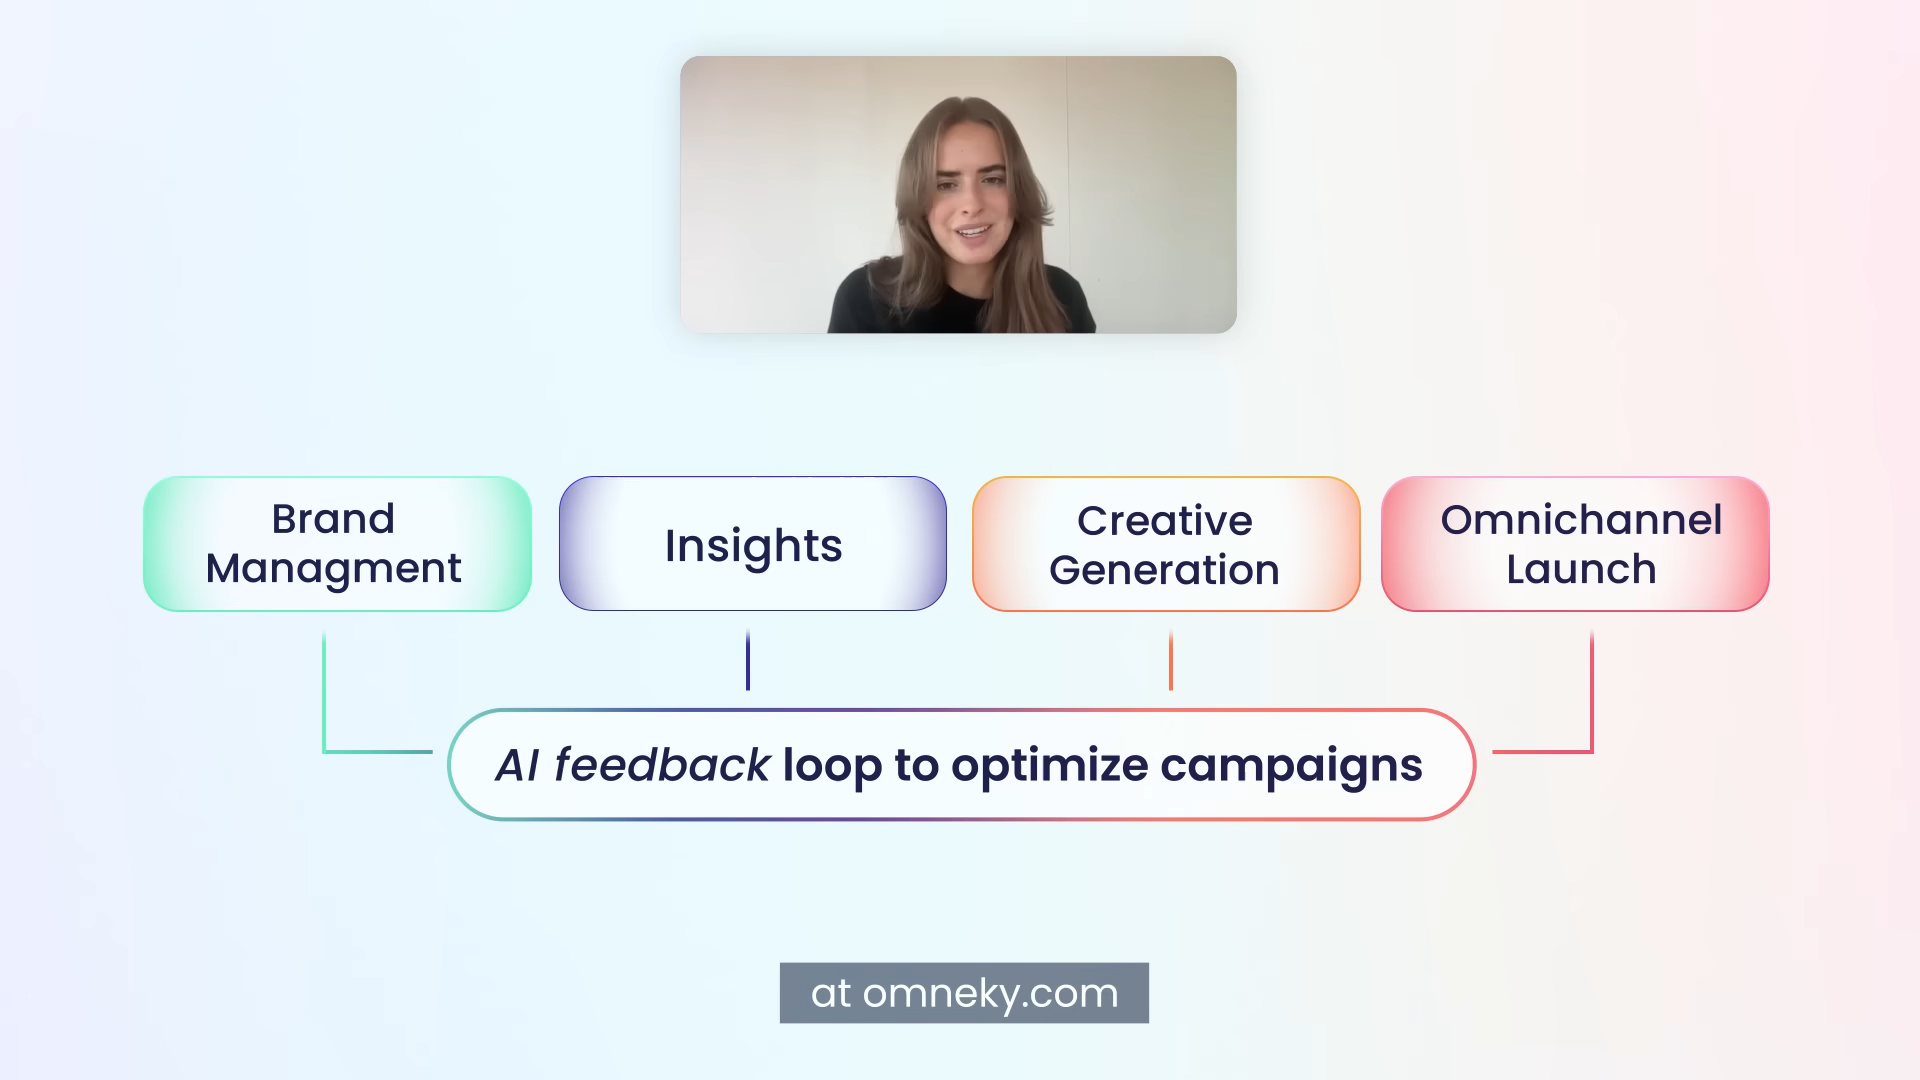 Brand
Managment
Insights
Creative
Generation
Omnichannel
Launch
AI feedback loop to optimize campaigns
at omneky.com